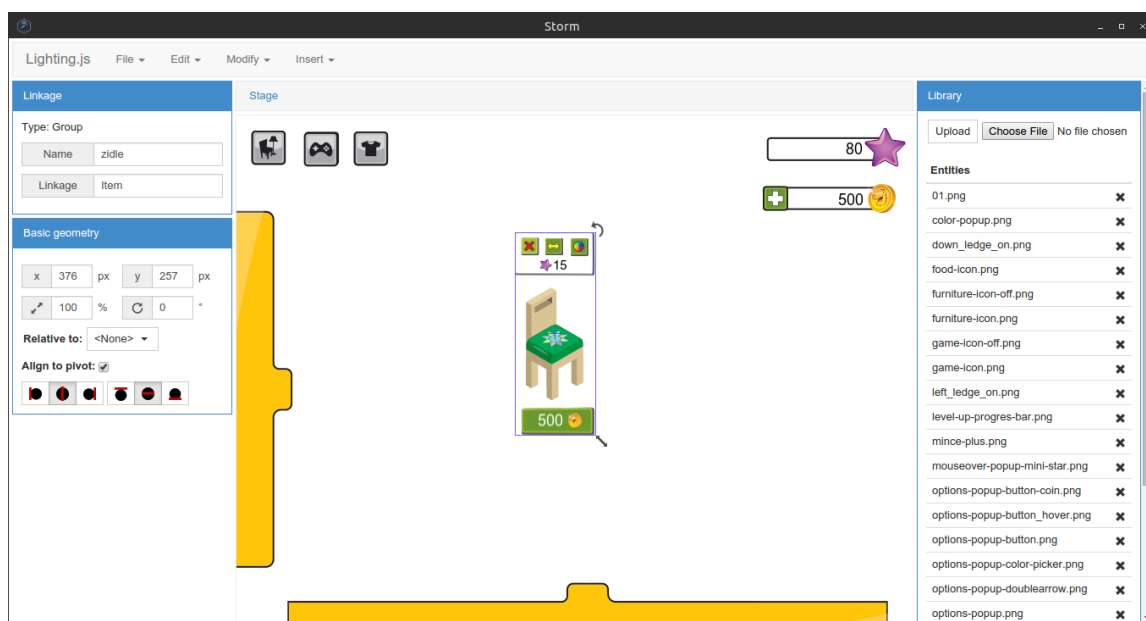 Storm
Lighting.js File Edit Modify Insert
Linkage
Type: Group
Name zidle
Linkage Item
Basic geometry
x 376 px y 257 px
100 % 0 °
Relative to: <None>
Align to pivot:
Stage
80
500
15
500
Library
Upload Choose File No file chosen
Entities
01.png
color-popup.png
down_ledge_on.png
food-icon.png
furniture-icon-off.png
furniture-icon.png
game-icon-off.png
game-icon.png
left_ledge_on.png
level-up-progres-bar.png
mince-plus.png
mouseover-popup-mini-star.png
options-popup-button-coin.png
options-popup-button_hover.png
options-popup-button.png
options-popup-color-picker.png
options-popup-doublearrow.png
options-popup.png